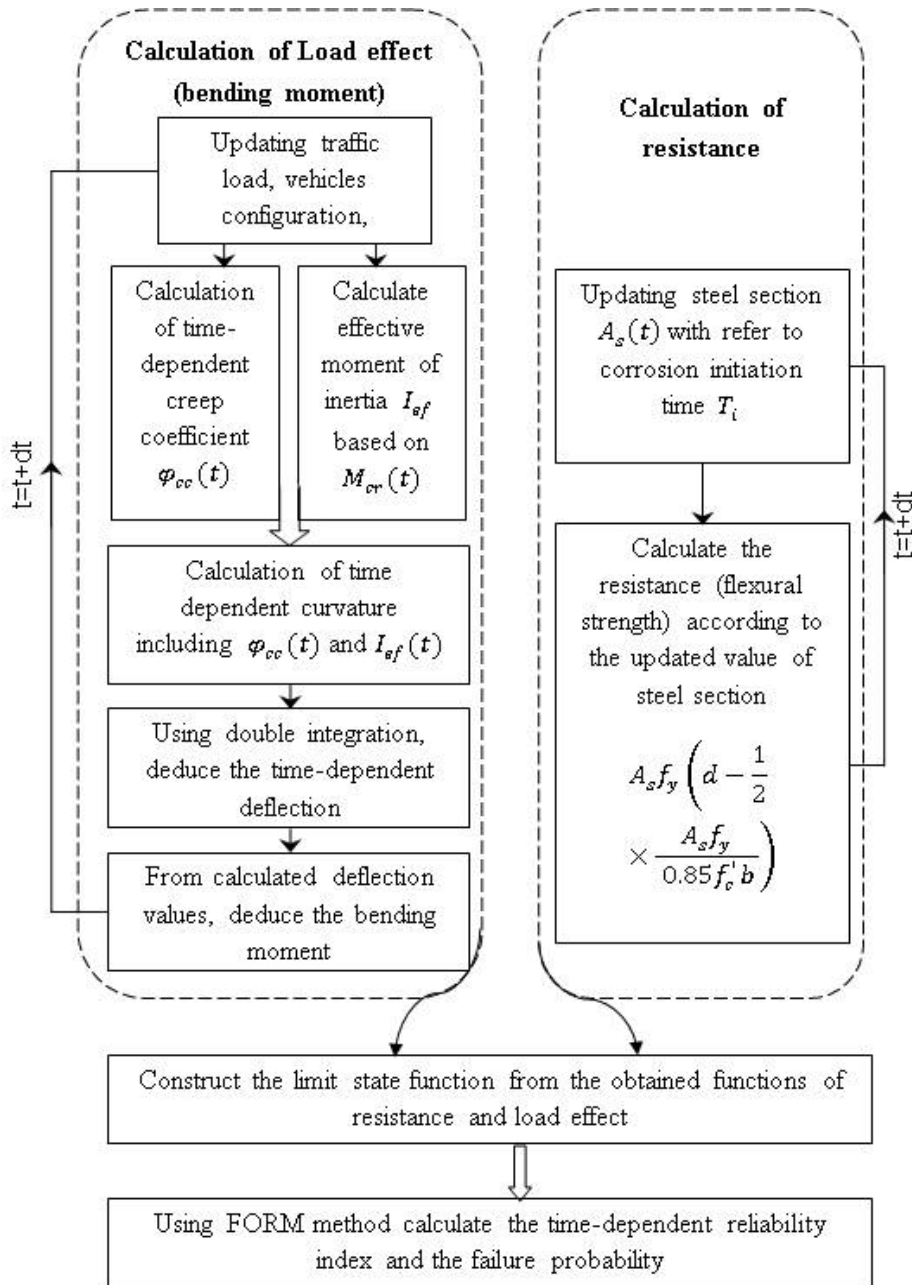 Calculation of Load effect
(bending moment)
Updating traffic
load, vehicles
configuration,
Calculation
of time-
dependent
creep
coefficient
φcc(t)
Calculate
effective
moment of
inertia Ief
based on
Mcr(t)
Calculation of time
dependent curvature
including φcc(t) and Ief(t)
Using double integration,
deduce the time-dependent
deflection
From calculated deflection
values, deduce the bending
moment
t=t+dt
Calculation of
resistance
Updating steel section
As(t) with refer to
corrosion initiation
time Ti
Calculate the
resistance (flexural
strength) according to
the updated value of
steel section
As fy (d − 1/2
× As fy / 0.85 f'c b)
t=t+dt
Construct the limit state function from the obtained functions of
resistance and load effect
Using FORM method calculate the time-dependent reliability
index and the failure probability